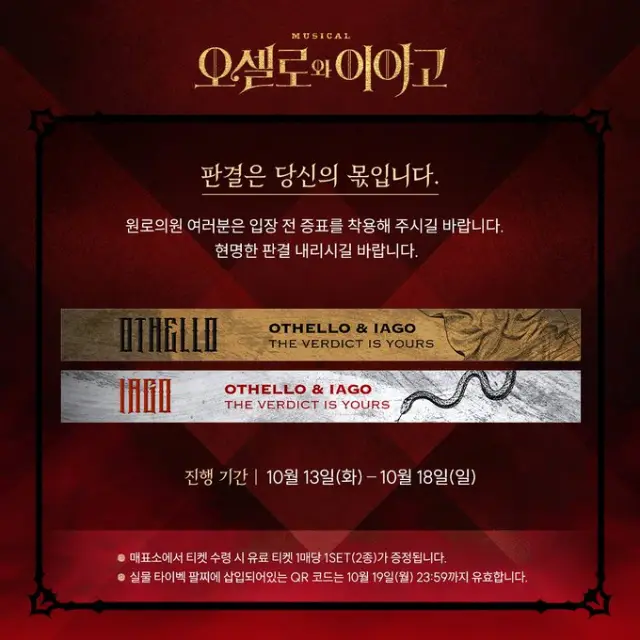 MUSICAL
오셀로와 이아고
판결은 당신의 몫입니다.
원로의원 여러분은 입장 전 증표를 착용해 주시길 바랍니다.
현명한 판결 내리시길 바랍니다.
OTHELLO
OTHELLO & IAGO
THE VERDICT IS YOURS
IAGO
OTHELLO & IAGO
THE VERDICT IS YOURS
진행 기간 | 10월 13일(화) – 10월 18일(일)
매표소에서 티켓 수령 시 유료 티켓 1매당 1SET(2종)가 증정됩니다.
실물 타이벡 팔찌에 삽입되어있는 QR 코드는 10월 19일(월) 23:59까지 유효합니다.